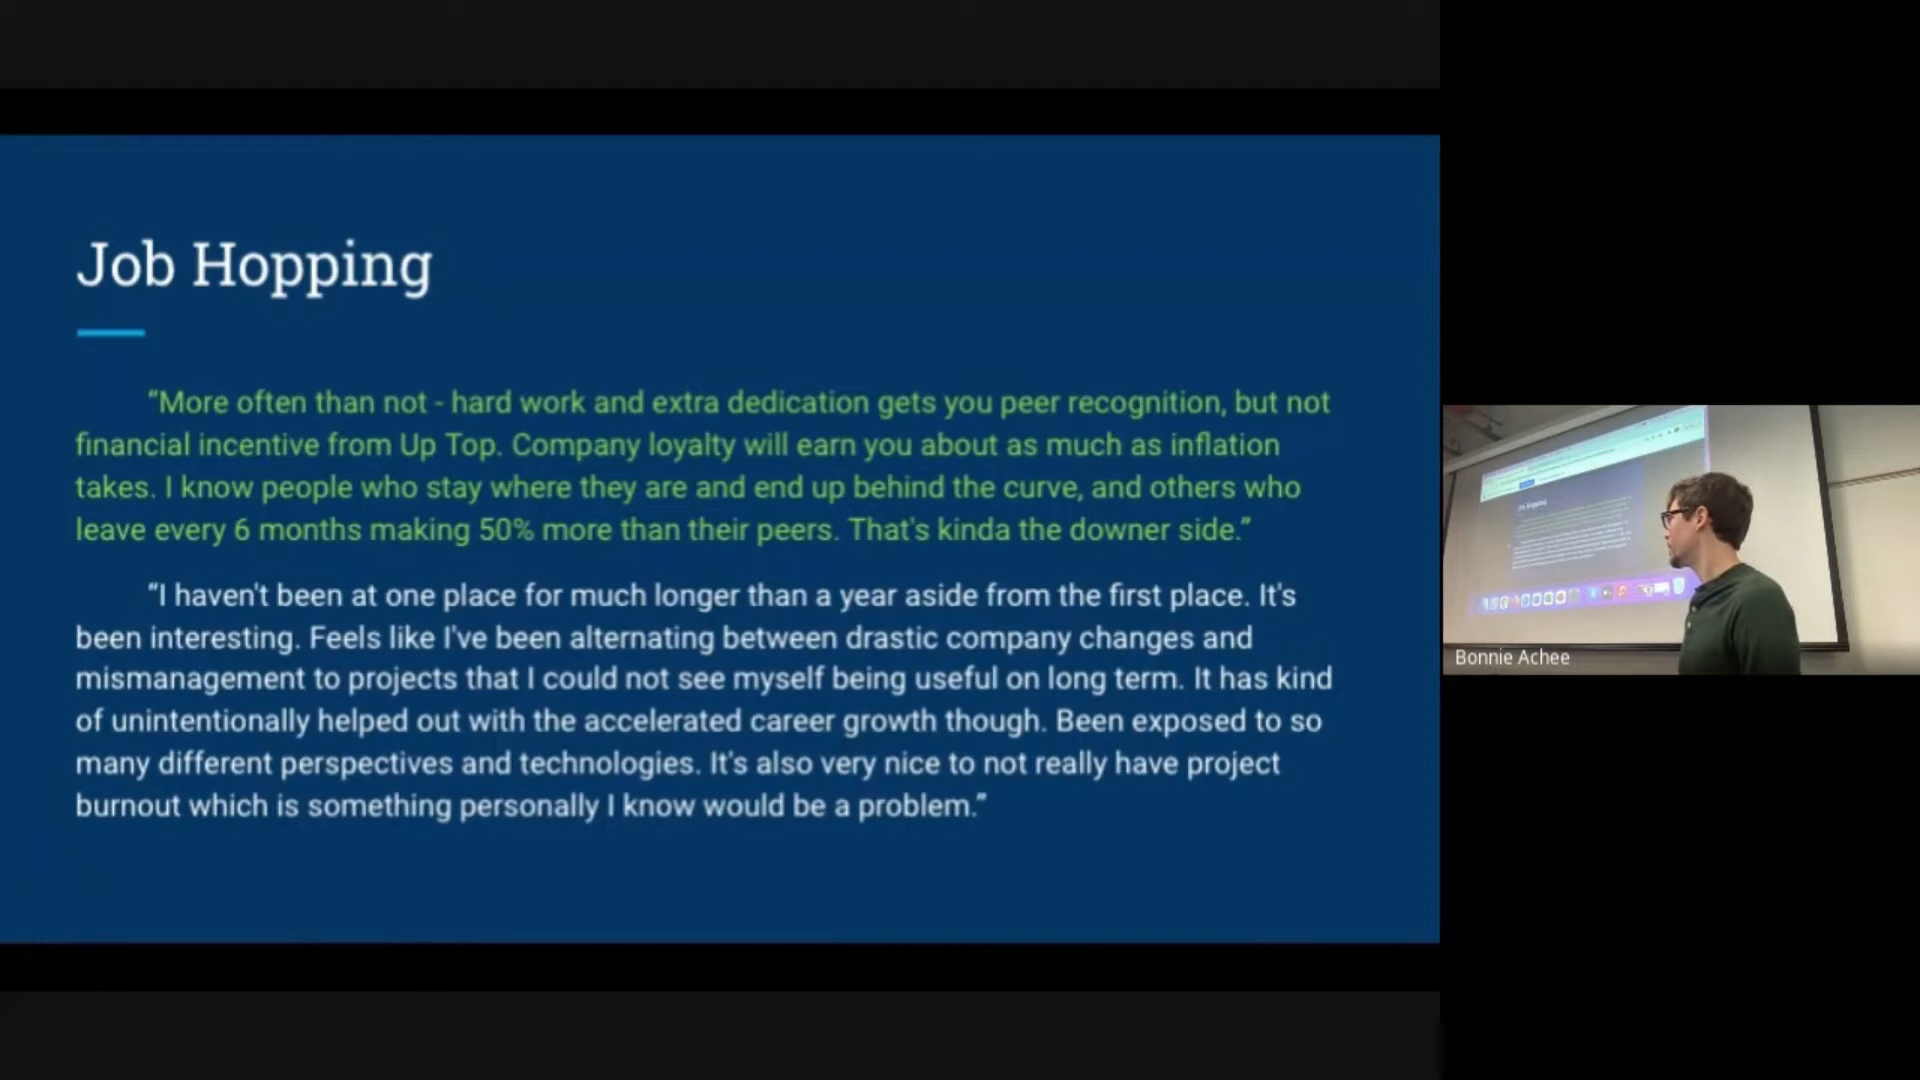 Job Hopping
“More often than not - hard work and extra dedication gets you peer recognition, but not
financial incentive from Up Top. Company loyalty will earn you about as much as inflation
takes. I know people who stay where they are and end up behind the curve, and others who
leave every 6 months making 50% more than their peers. That's kinda the downer side.”
“I haven't been at one place for much longer than a year aside from the first place. It's
been interesting. Feels like I've been alternating between drastic company changes and
mismanagement to projects that I could not see myself being useful on long term. It has kind
of unintentionally helped out with the accelerated career growth though. Been exposed to so
many different perspectives and technologies. It's also very nice to not really have project
burnout which is something personally I know would be a problem.”
Job Hopping
Bonnie Achee